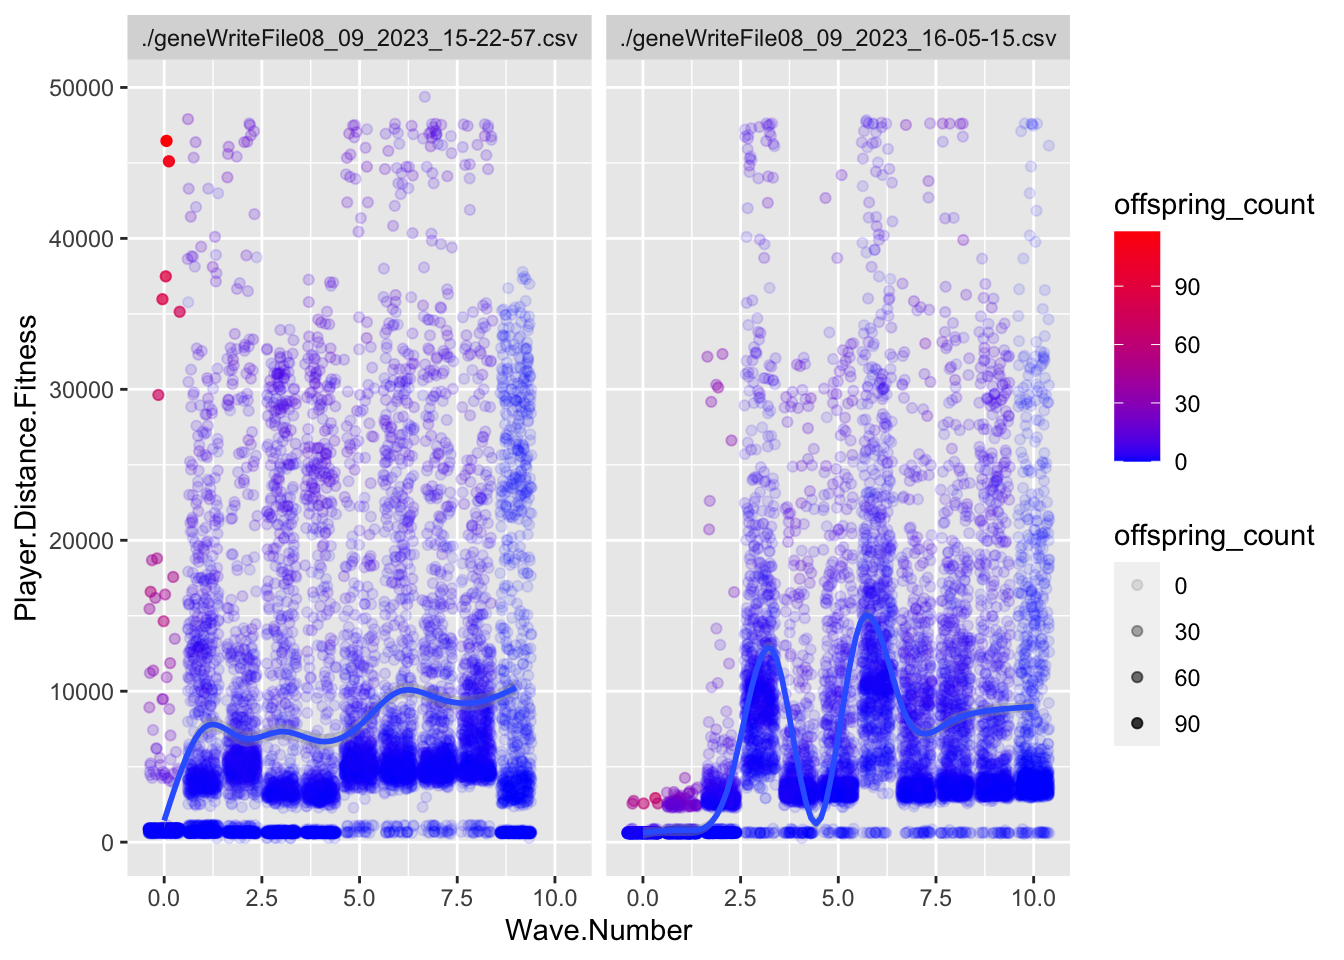 ./geneWriteFile08_09_2023_15-22-57.csv
./geneWriteFile08_09_2023_16-05-15.csv
Player.Distance.Fitness
50000
40000
30000
20000
10000
0
0.0 2.5 5.0 7.5 10.0
0.0 2.5 5.0 7.5 10.0
Wave.Number
offspring_count
90
60
30
0
offspring_count
0
30
60
90